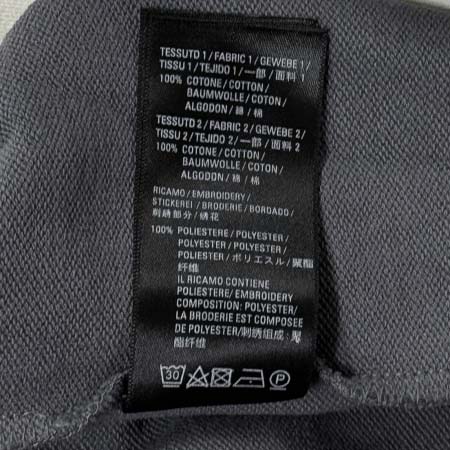 TESSUTO 1/FABRIC 1/GEWEBE 1/
TISSU 1/TEJIDO 1/一部/面料 1
100% COTONE/COTTON/
BAUMWOLLE/COTON/
ALGODON/綿/棉
TESSUTO 2/FABRIC 2/GEWEBE 2/
TISSU 2/TEJIDO 2/一部/面料 2
100% COTONE/COTTON/
BAUMWOLLE/COTON/
ALGODON/綿/棉
RICAMO/EMBROIDERY/
STICKEREI/BRODERIE/BORDADO/
刺繍部分/绣花
100% POLIESTERE/POLYESTER/
POLYESTER/POLYESTER/
POLIESTER/ポリエステル/聚酯
纤维
IL RICAMO CONTIENE
POLIESTERE/EMBROIDERY
COMPOSITION: POLYESTER/
LA BRODERIE EST COMPOSEE
DE POLYESTER/刺绣组成:聚
酯纤维
30 P